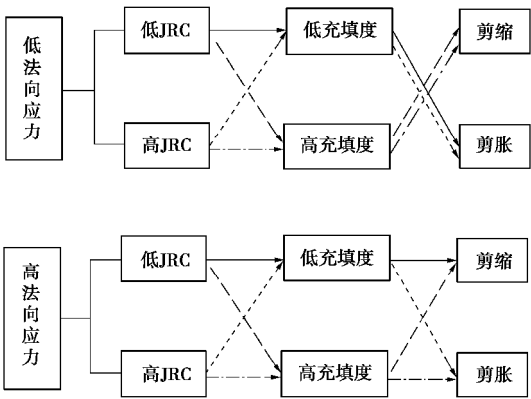 低法向应力
低JRC
低充填度
剪缩
高JRC
高充填度
剪胀
高法向应力
低JRC
低充填度
剪缩
高JRC
高充填度
剪胀